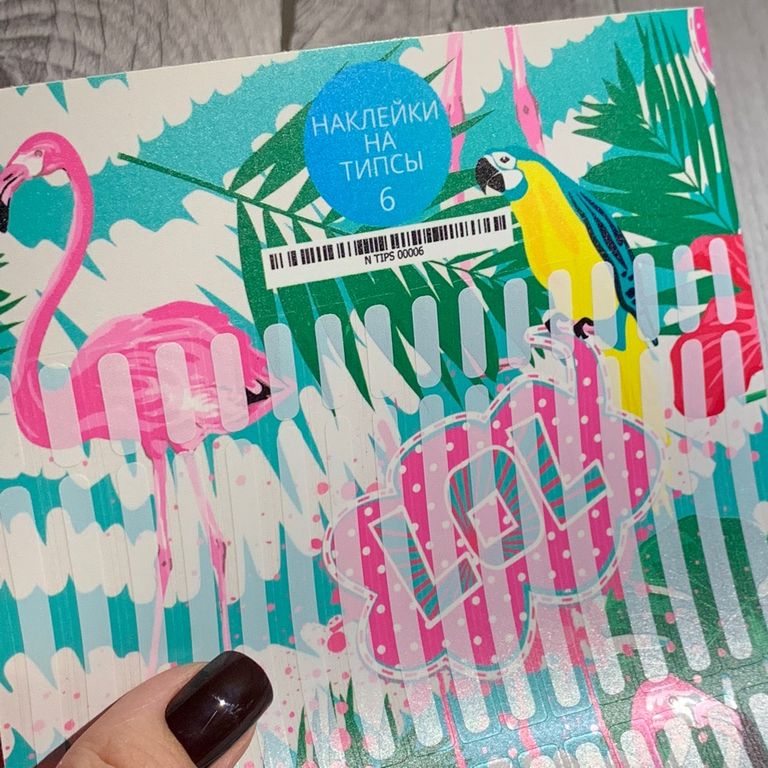 НАКЛЕЙКИ
НА
ТИПСЫ
6
N TIPS 00006
LOL